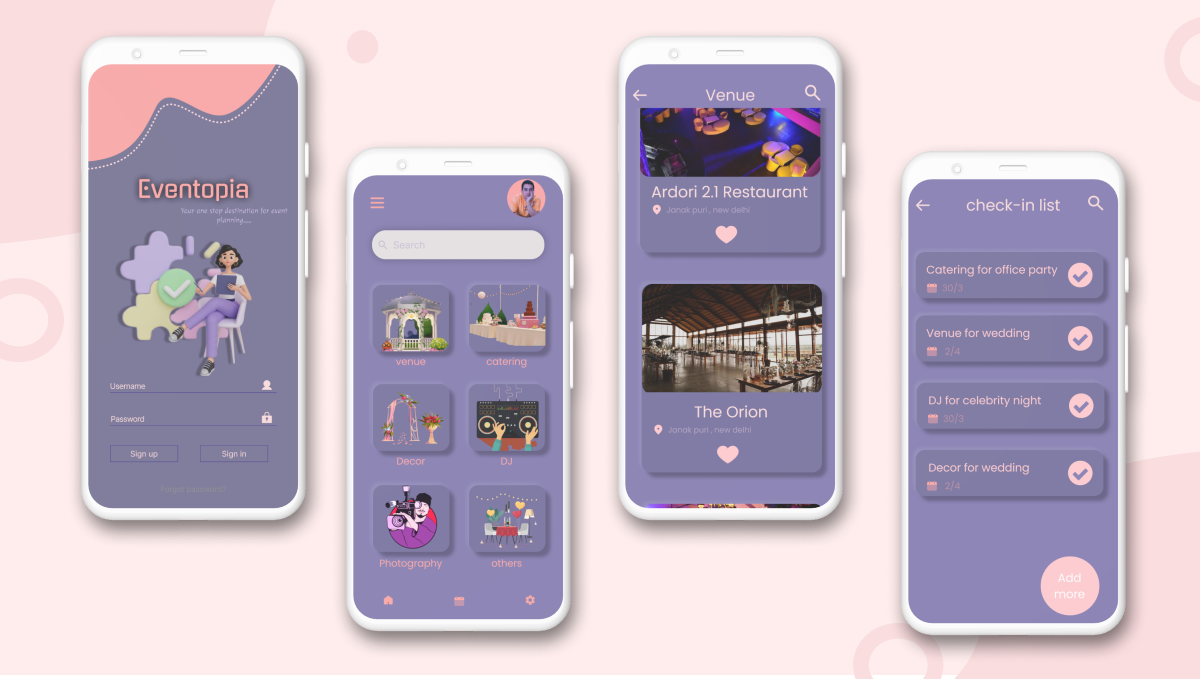 Eventopia
Your one stop destination for event
planning.....
Username
Password
Sign up
Sign in
Forgot password?
Search
venue
catering
Decor
DJ
Photography
others
Venue
Ardori 2.1 Restaurant
Janak puri , new delhi
The Orion
Janak puri , new delhi
check-in list
Catering for office party
30/3
Venue for wedding
2/4
DJ for celebrity night
30/3
Decor for wedding
2/4
Add
more